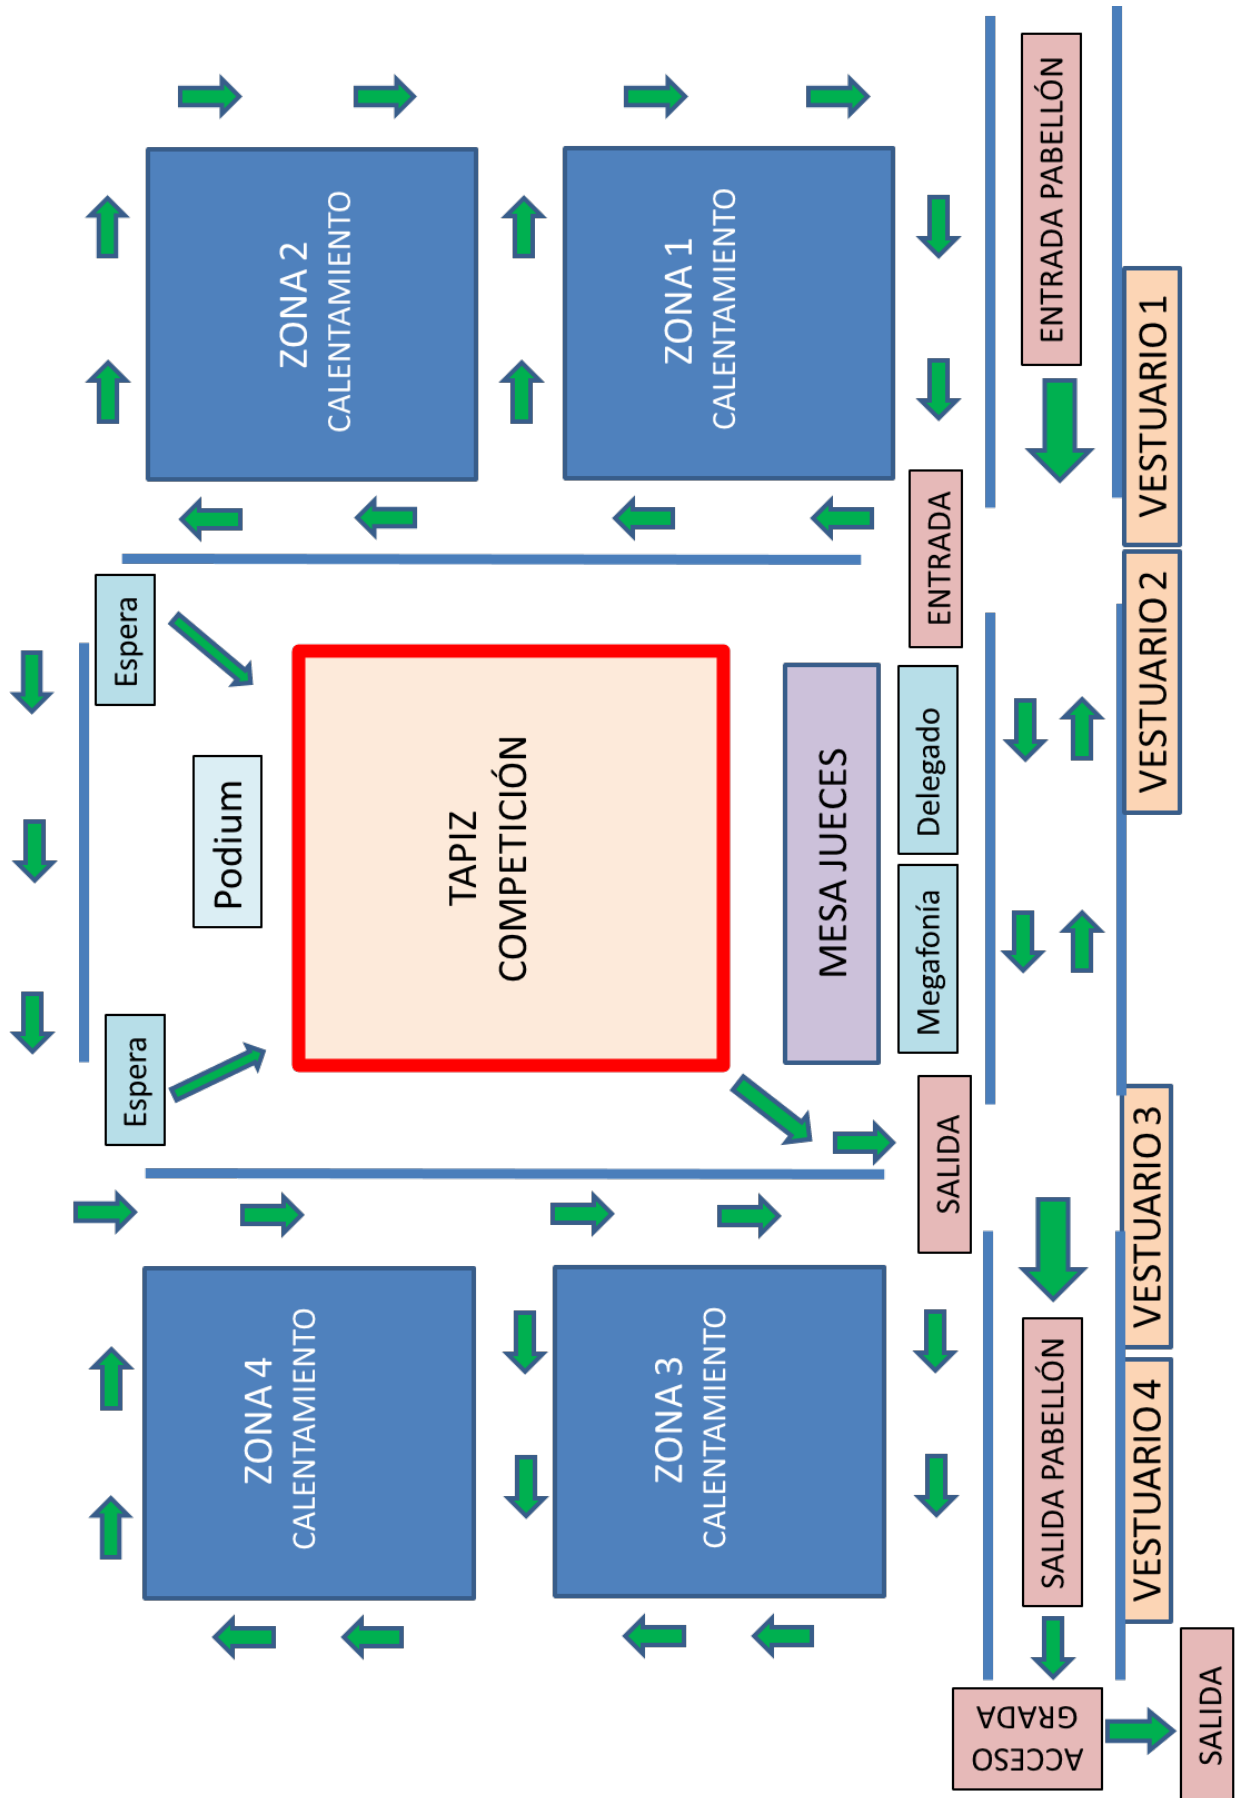 Espera
Espera
Podium
ZONA 4
CALENTAMIENTO
ZONA 2
CALENTAMIENTO
TAPIZ
COMPETICIÓN
ZONA 3
CALENTAMIENTO
ZONA 1
CALENTAMIENTO
MESA JUECES
SALIDA
Megafonía
Delegado
ENTRADA
ACCESO
GRADA
SALIDA PABELLÓN
ENTRADA PABELLÓN
VESTUARIO 4
VESTUARIO 3
VESTUARIO 2
VESTUARIO 1
SALIDA